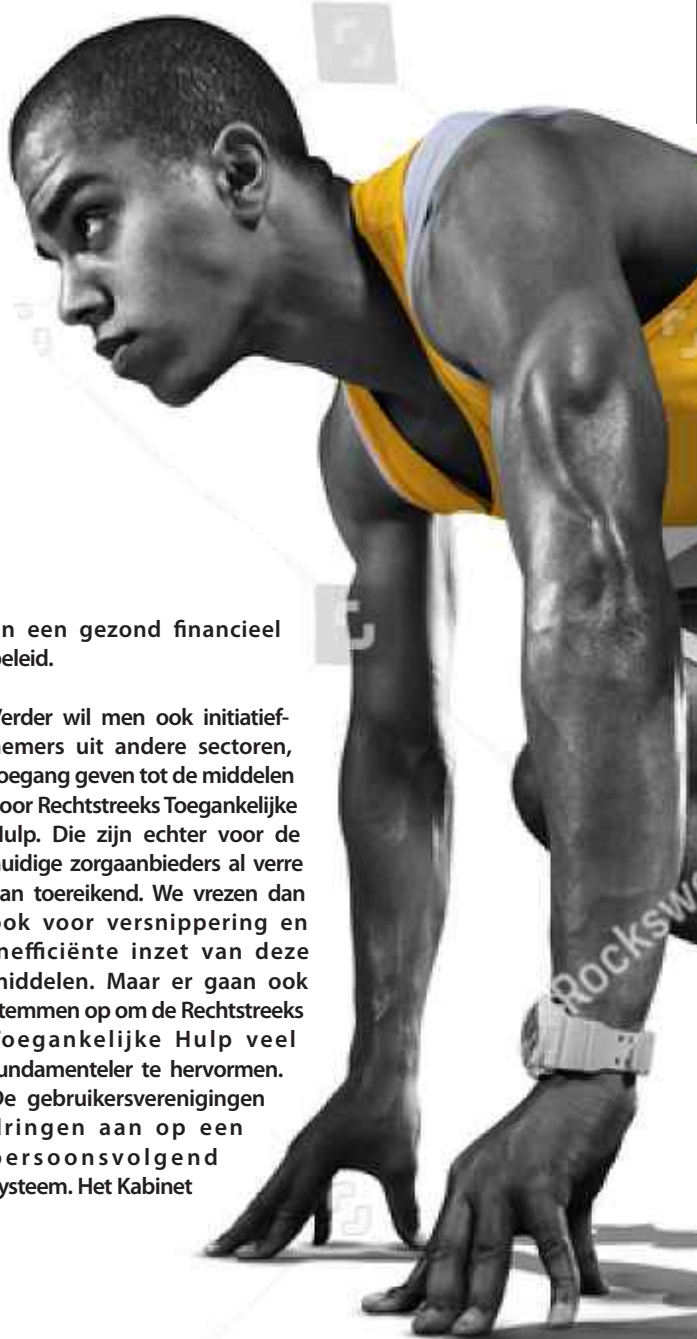 en een gezond financieel
beleid.
Verder wil men ook initiatief-
nemers uit andere sectoren,
toegang geven tot de middelen
voor Rechtstreeks Toegankelijke
Hulp. Die zijn echter voor de
huidige zorgaanbieders al verre
van toereikend. We vrezen dan
ook voor versnippering en
inefficiënte inzet van deze
middelen. Maar er gaan ook
stemmen op om de Rechtstreeks
Toegankelijke Hulp veel
fundamenteler te hervormen.
De gebruikersverenigingen
dringen aan op een
persoonsvolgend
systeem. Het Kabinet